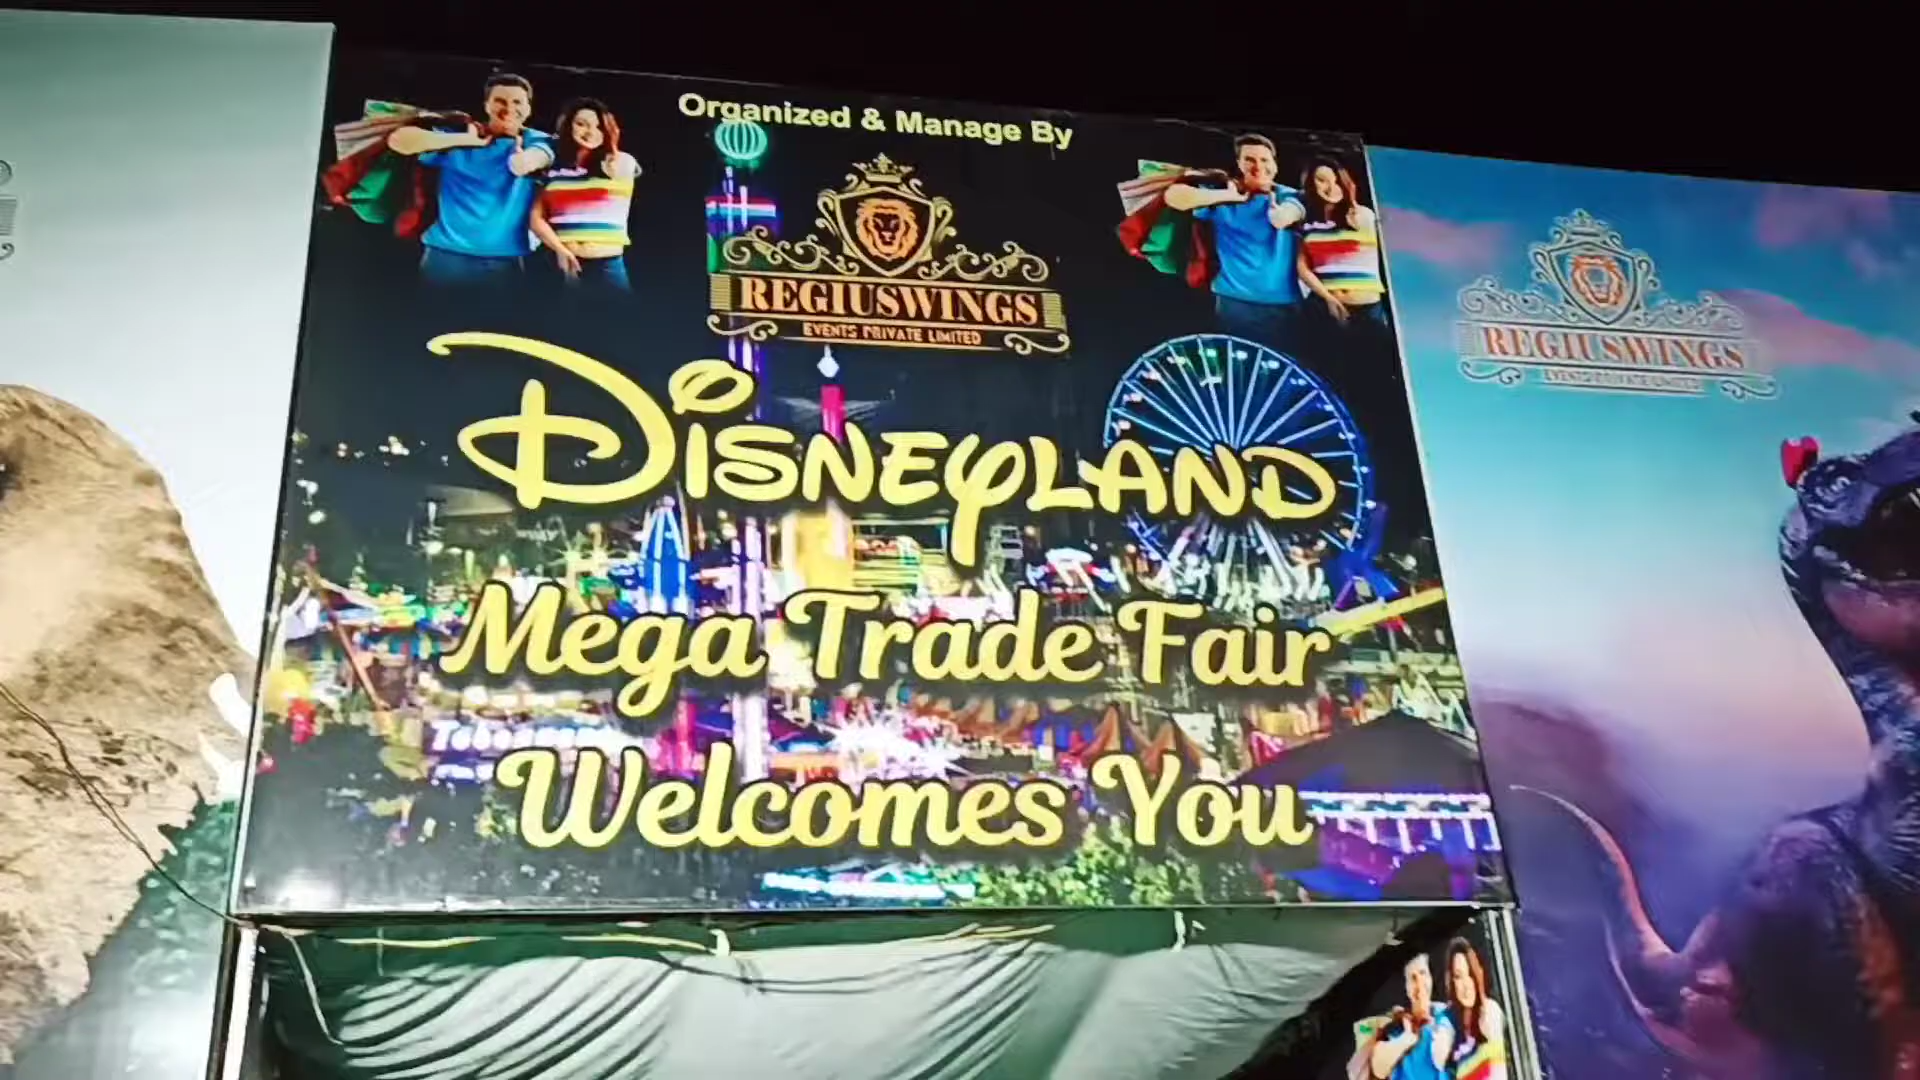 Organized & Manage By
REGIUSWINGS
EVENTS PRIVATE LIMITED
DISNEYLAND
Mega Trade Fair
Welcomes You
REGIUSWINGS
EVENTS PRIVATE LIMITED